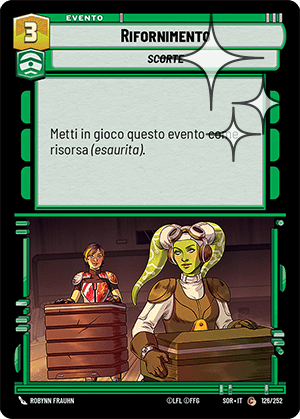 3
EVENTO
RIFORNIMENTO
SCORTE
Metti in gioco questo evento come
risorsa (esaurita).
ROBYNN FRAUHN
©LFL ©FFG
SOR • IT C 126/252